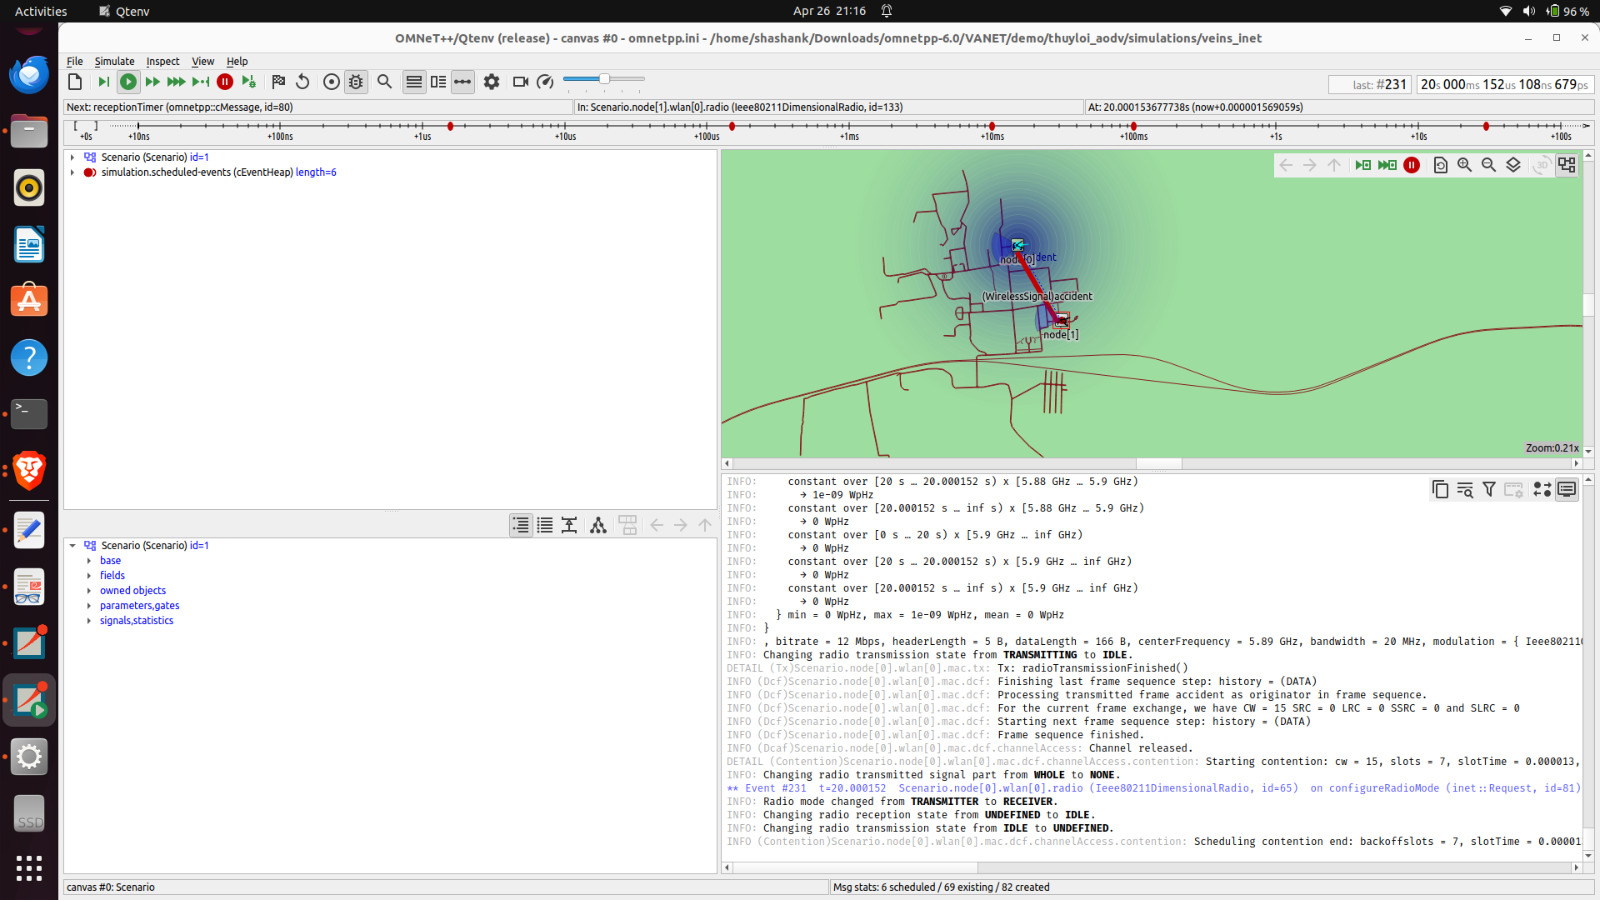 Activities
Qtenv
Apr 26 21:16
96 %
OMNeT++/Qtenv (release) - canvas #0 - omnetpp.ini - /home/shashank/Downloads/omnetpp-6.0/VANET/demo/thuyloi_aodv/simulations/veins_inet
File Simulate Inspect View Help
last: #231
20s 000ms 152us 108ns 679ps
Next: receptionTimer (omnetpp::cMessage, id=80)
In: Scenario.node[1].wlan[0].radio (Ieee80211DimensionalRadio, id=133)
At: 20.000153677738s (now+0.000001569059s)
+0s +10ns +100ns +1us +10us +100us +1ms +10ms +100ms +1s +10s +100s
Scenario (Scenario) id=1
simulation.scheduled-events (cEventHeap) length=6
3D
node[0]
dent
(WirelessSignal)accident
node[1]
Zoom:0.21x
Scenario (Scenario) id=1
base
fields
owned objects
parameters,gates
signals,statistics
INFO: constant over [20 s … 20.000152 s) x [5.88 GHz … 5.9 GHz)
INFO: → 1e-09 WpHz
INFO: constant over [20.000152 s … inf s) x [5.88 GHz … 5.9 GHz)
INFO: → 0 WpHz
INFO: constant over [0 s … 20 s) x [5.9 GHz … inf GHz)
INFO: → 0 WpHz
INFO: constant over [20 s … 20.000152 s) x [5.9 GHz … inf GHz)
INFO: → 0 WpHz
INFO: constant over [20.000152 s … inf s) x [5.9 GHz … inf GHz)
INFO: → 0 WpHz
INFO: } min = 0 WpHz, max = 1e-09 WpHz, mean = 0 WpHz
INFO: }
INFO: , bitrate = 12 Mbps, headerLength = 5 B, dataLength = 166 B, centerFrequency = 5.89 GHz, bandwidth = 20 MHz, modulation = { Ieee80211
INFO: Changing radio transmission state from TRANSMITTING to IDLE.
DETAIL (Tx)Scenario.node[0].wlan[0].mac.tx: Tx: radioTransmissionFinished()
INFO (Dcf)Scenario.node[0].wlan[0].mac.dcf: Finishing last frame sequence step: history = (DATA)
INFO (Dcf)Scenario.node[0].wlan[0].mac.dcf: Processing transmitted frame accident as originator in frame sequence.
INFO (Dcf)Scenario.node[0].wlan[0].mac.dcf: For the current frame exchange, we have CW = 15 SRC = 0 LRC = 0 SSRC = 0 and SLRC = 0
INFO (Dcf)Scenario.node[0].wlan[0].mac.dcf: Starting next frame sequence step: history = (DATA)
INFO (Dcf)Scenario.node[0].wlan[0].mac.dcf: Frame sequence finished.
INFO (Dcaf)Scenario.node[0].wlan[0].mac.dcf.channelAccess: Channel released.
DETAIL (Contention)Scenario.node[0].wlan[0].mac.dcf.channelAccess.contention: Starting contention: cw = 15, slots = 7, slotTime = 0.000013,
INFO: Changing radio transmitted signal part from WHOLE to NONE.
** Event #231 t=20.000152 Scenario.node[0].wlan[0].radio (Ieee80211DimensionalRadio, id=65) on configureRadioMode (inet::Request, id=81)
INFO: Radio mode changed from TRANSMITTER to RECEIVER.
INFO: Changing radio reception state from UNDEFINED to IDLE.
INFO: Changing radio transmission state from IDLE to UNDEFINED.
INFO (Contention)Scenario.node[0].wlan[0].mac.dcf.channelAccess.contention: Scheduling contention end: backoffslots = 7, slotTime = 0.00001
SSD
canvas #0: Scenario
Msg stats: 6 scheduled / 69 existing / 82 created